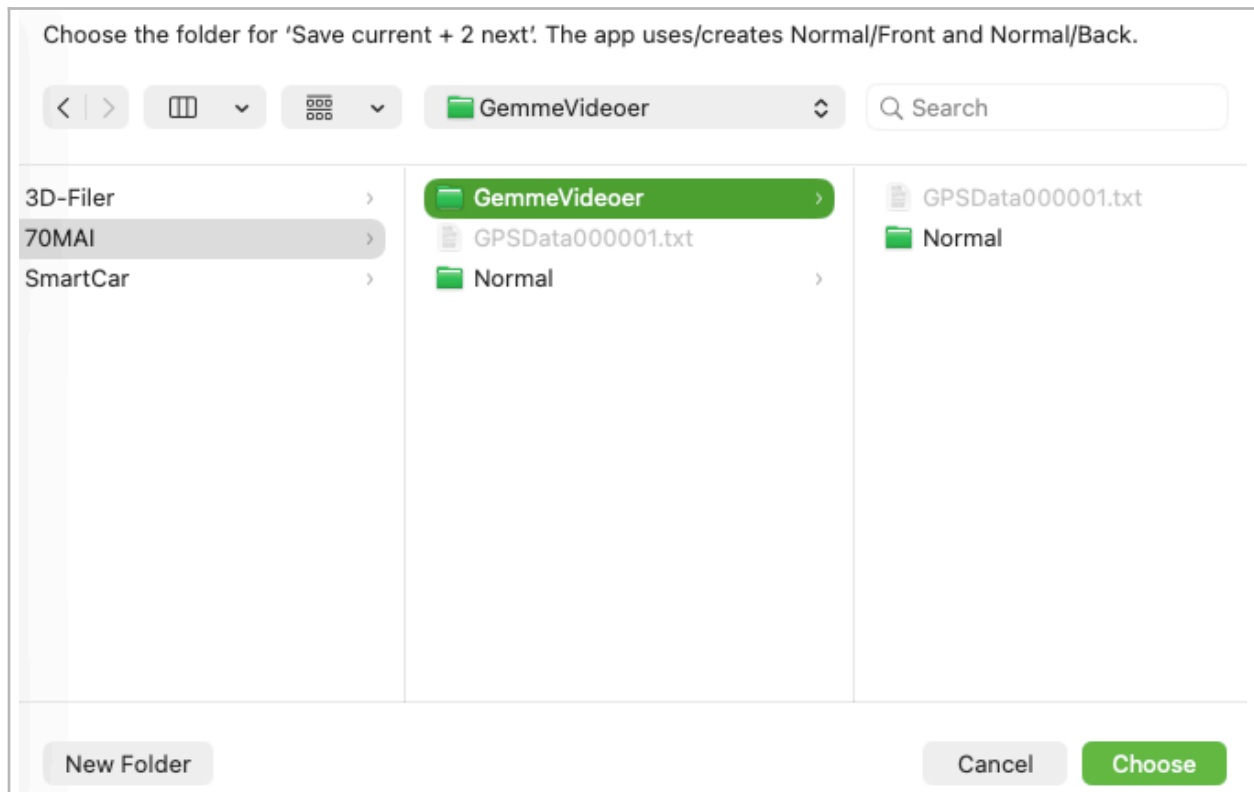 Choose the folder for ‘Save current + 2 next’. The app uses/creates Normal/Front and Normal/Back.
GemmeVideoer
Search
3D-Filer
70MAI
SmartCar
GemmeVideoer
GPSData000001.txt
Normal
GPSData000001.txt
Normal
New Folder
Cancel
Choose